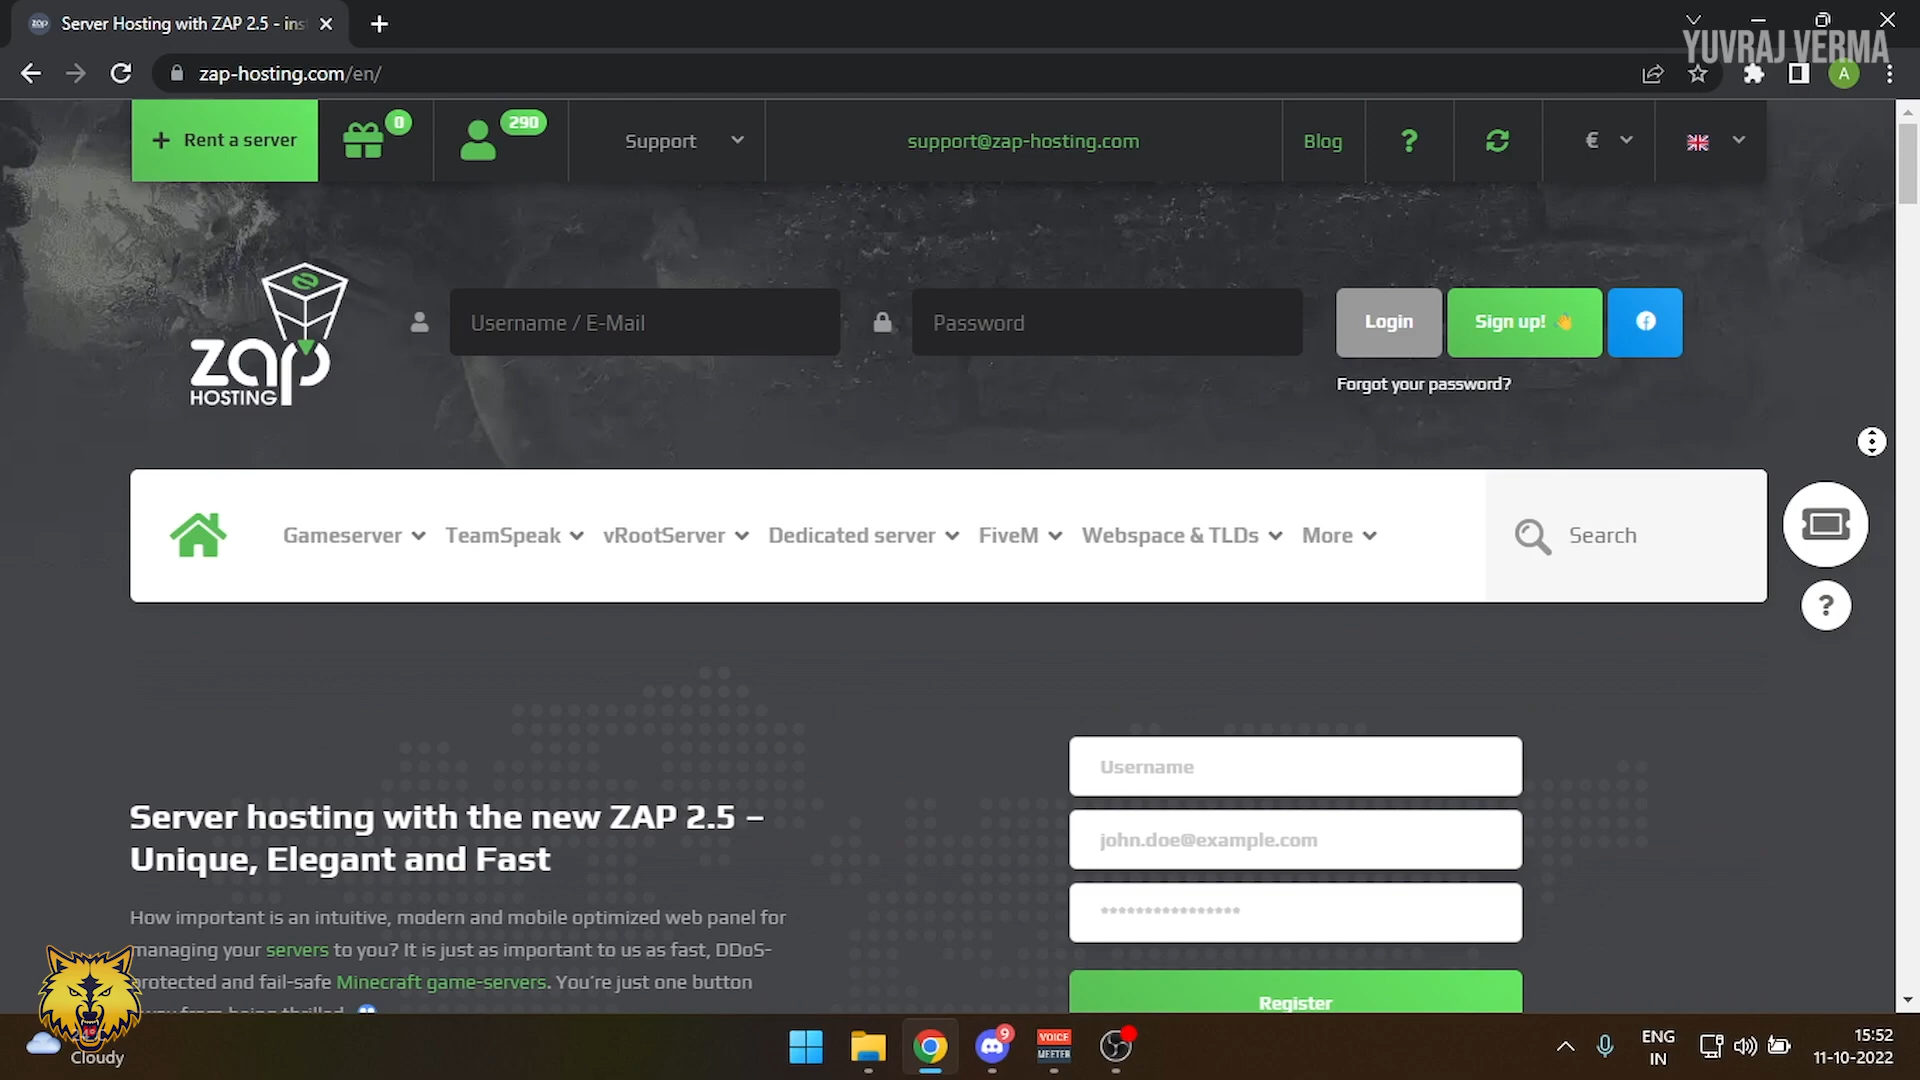 Server Hosting with ZAP 2.5 - ins
YUVRAJ VERMA
zap-hosting.com/en/
A
Rent a server
0
290
Support
support@zap-hosting.com
Blog
?
€
zap
HOSTING
Username / E-Mail
Password
Login
Sign up! 👋
Forgot your password?
Gameserver
TeamSpeak
vRootServer
Dedicated server
FiveM
Webspace & TLDs
More
Search
?
Server hosting with the new ZAP 2.5 –
Unique, Elegant and Fast
How important is an intuitive, modern and mobile optimized web panel for
managing your servers to you? It is just as important to us as fast, DDoS-
protected and fail-safe Minecraft game-servers. You´re just one button
Username
john.doe@example.com
****************
Register
Cloudy
9
VOICE
MEETER
ENG
IN
15:52
11-10-2022